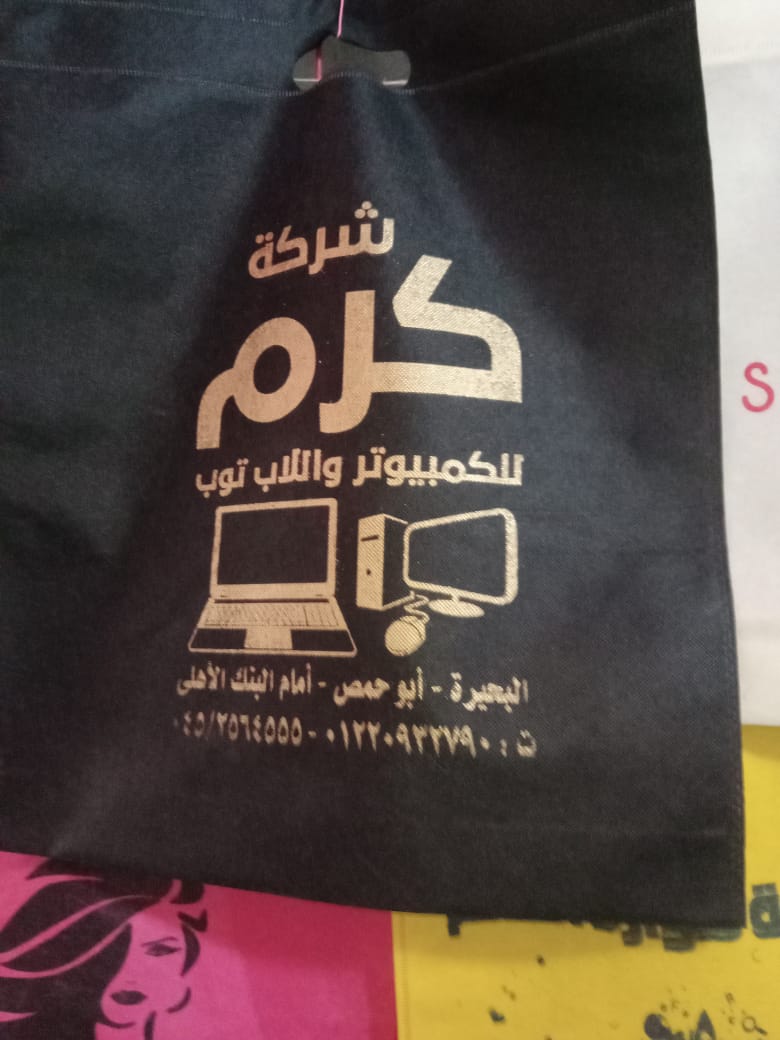 شركة
كرم
للكمبيوتر واللاب توب
البحيرة - أبو حمص - أمام البنك الأهلى
ت : ٠١٢٢٠٩٣٢٧٩٠ - ٠٤٥/٢٥٦٤٥٥٥
S